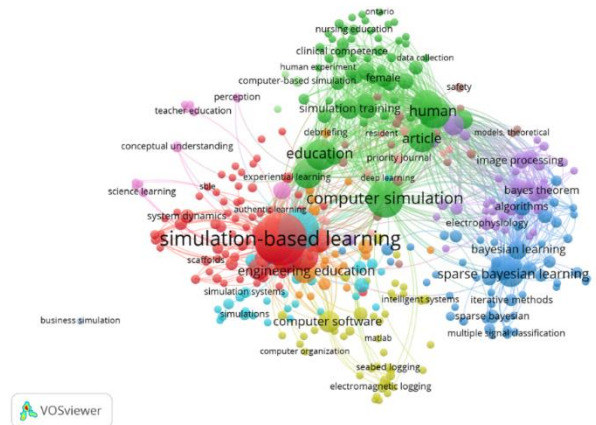 ontario
nursing education
clinical competence
data collection
human experiment
female
computer-based simulation
safety
perception
simulation training
human
teacher education
debriefing
resident
article
models, theoretical
conceptual understanding
education
priority journal
image processing
experiential learning
deep learning
bayes theorem
science learning
sble
computer simulation
algorithms
authentic learning
system dynamics
electrophysiology
simulation-based learning
bayesian learning
scaffolds
engineering education
sparse bayesian learning
simulation systems
intelligent systems
iterative methods
business simulation
simulations
computer software
sparse bayesian
matlab
multiple signal classification
computer organization
seabed logging
electromagnetic logging
VOSviewer